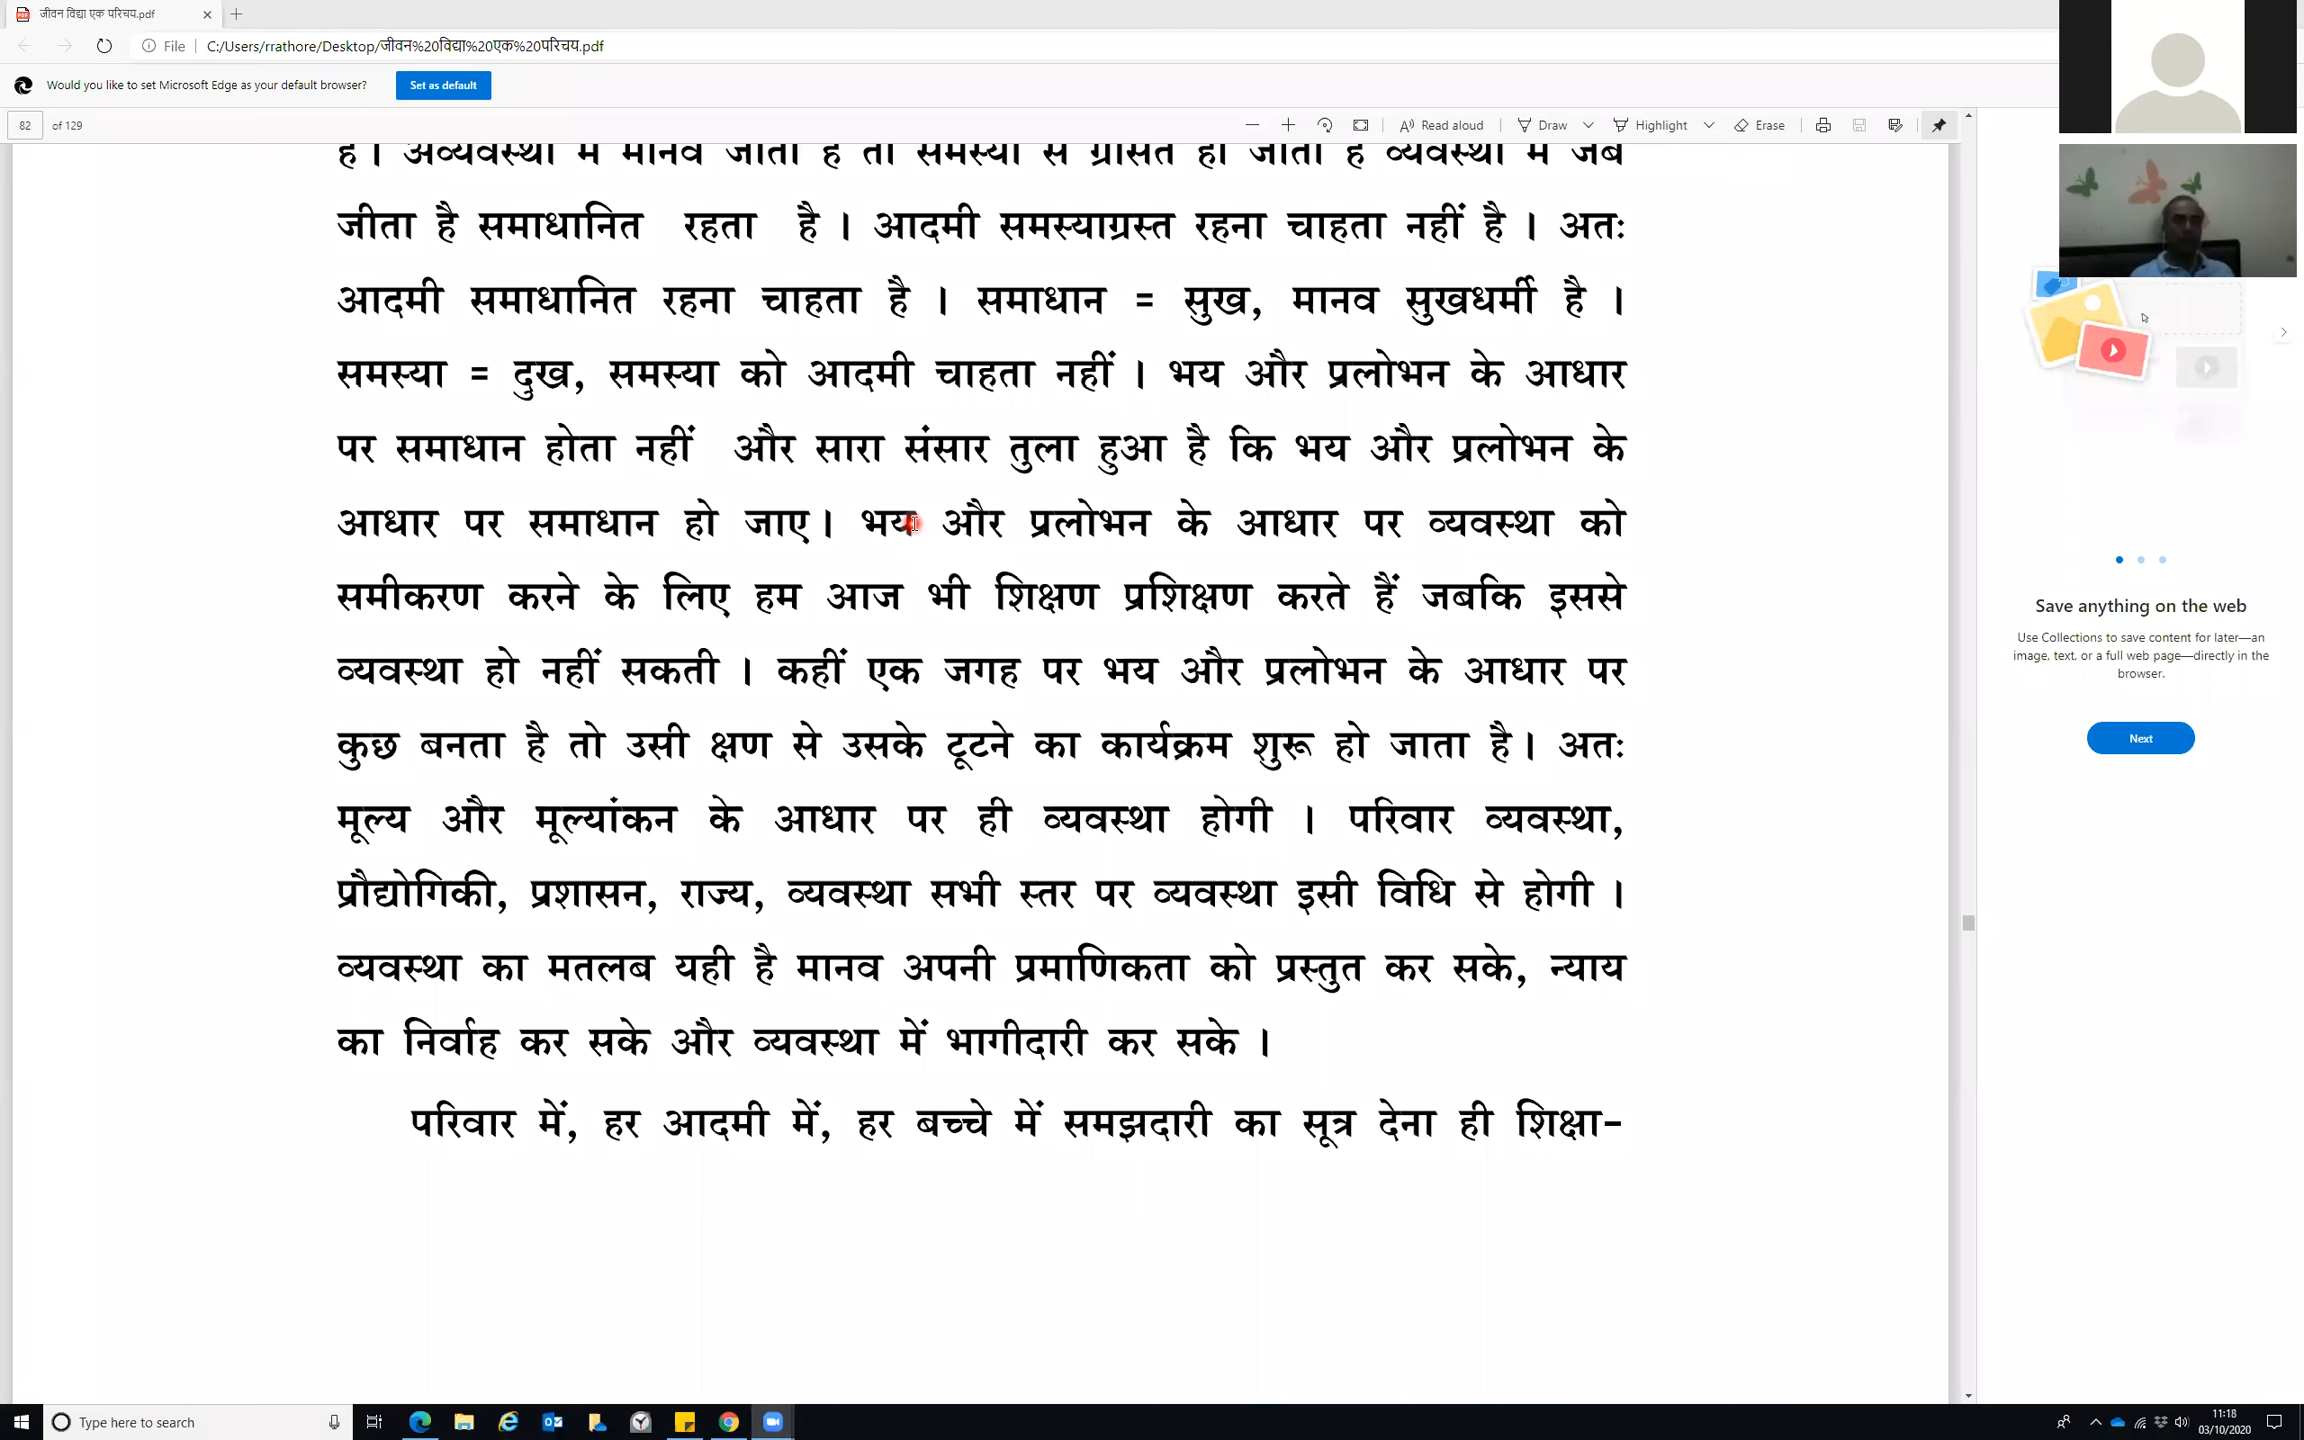 जीवन विद्या एक परिचय.pdf
File C:/Users/rrathore/Desktop/जीवन%20विद्या%20एक%20परिचय.pdf
Would you like to set Microsoft Edge as your default browser? Set as default
82 of 129 Read aloud Draw Highlight Erase
है। अव्यवस्था में मानव जीता है तो समस्या से ग्रसित हो जाता है व्यवस्था में जब
जीता है समाधानित रहता है । आदमी समस्याग्रस्त रहना चाहता नहीं है । अतः
आदमी समाधानित रहना चाहता है । समाधान = सुख, मानव सुखधर्मी है ।
समस्या = दुख, समस्या को आदमी चाहता नहीं । भय और प्रलोभन के आधार
पर समाधान होता नहीं और सारा संसार तुला हुआ है कि भय और प्रलोभन के
आधार पर समाधान हो जाए। भय और प्रलोभन के आधार पर व्यवस्था को
समीकरण करने के लिए हम आज भी शिक्षण प्रशिक्षण करते हैं जबकि इससे
व्यवस्था हो नहीं सकती । कहीं एक जगह पर भय और प्रलोभन के आधार पर
कुछ बनता है तो उसी क्षण से उसके टूटने का कार्यक्रम शुरू हो जाता है। अतः
मूल्य और मूल्यांकन के आधार पर ही व्यवस्था होगी । परिवार व्यवस्था,
प्रौद्योगिकी, प्रशासन, राज्य, व्यवस्था सभी स्तर पर व्यवस्था इसी विधि से होगी ।
व्यवस्था का मतलब यही है मानव अपनी प्रमाणिकता को प्रस्तुत कर सके, न्याय
का निर्वाह कर सके और व्यवस्था में भागीदारी कर सके ।
परिवार में, हर आदमी में, हर बच्चे में समझदारी का सूत्र देना ही शिक्षा-
Save anything on the web
Use Collections to save content for later—an
image, text, or a full web page—directly in the
browser.
Next
Type here to search
11:18
03/10/2020